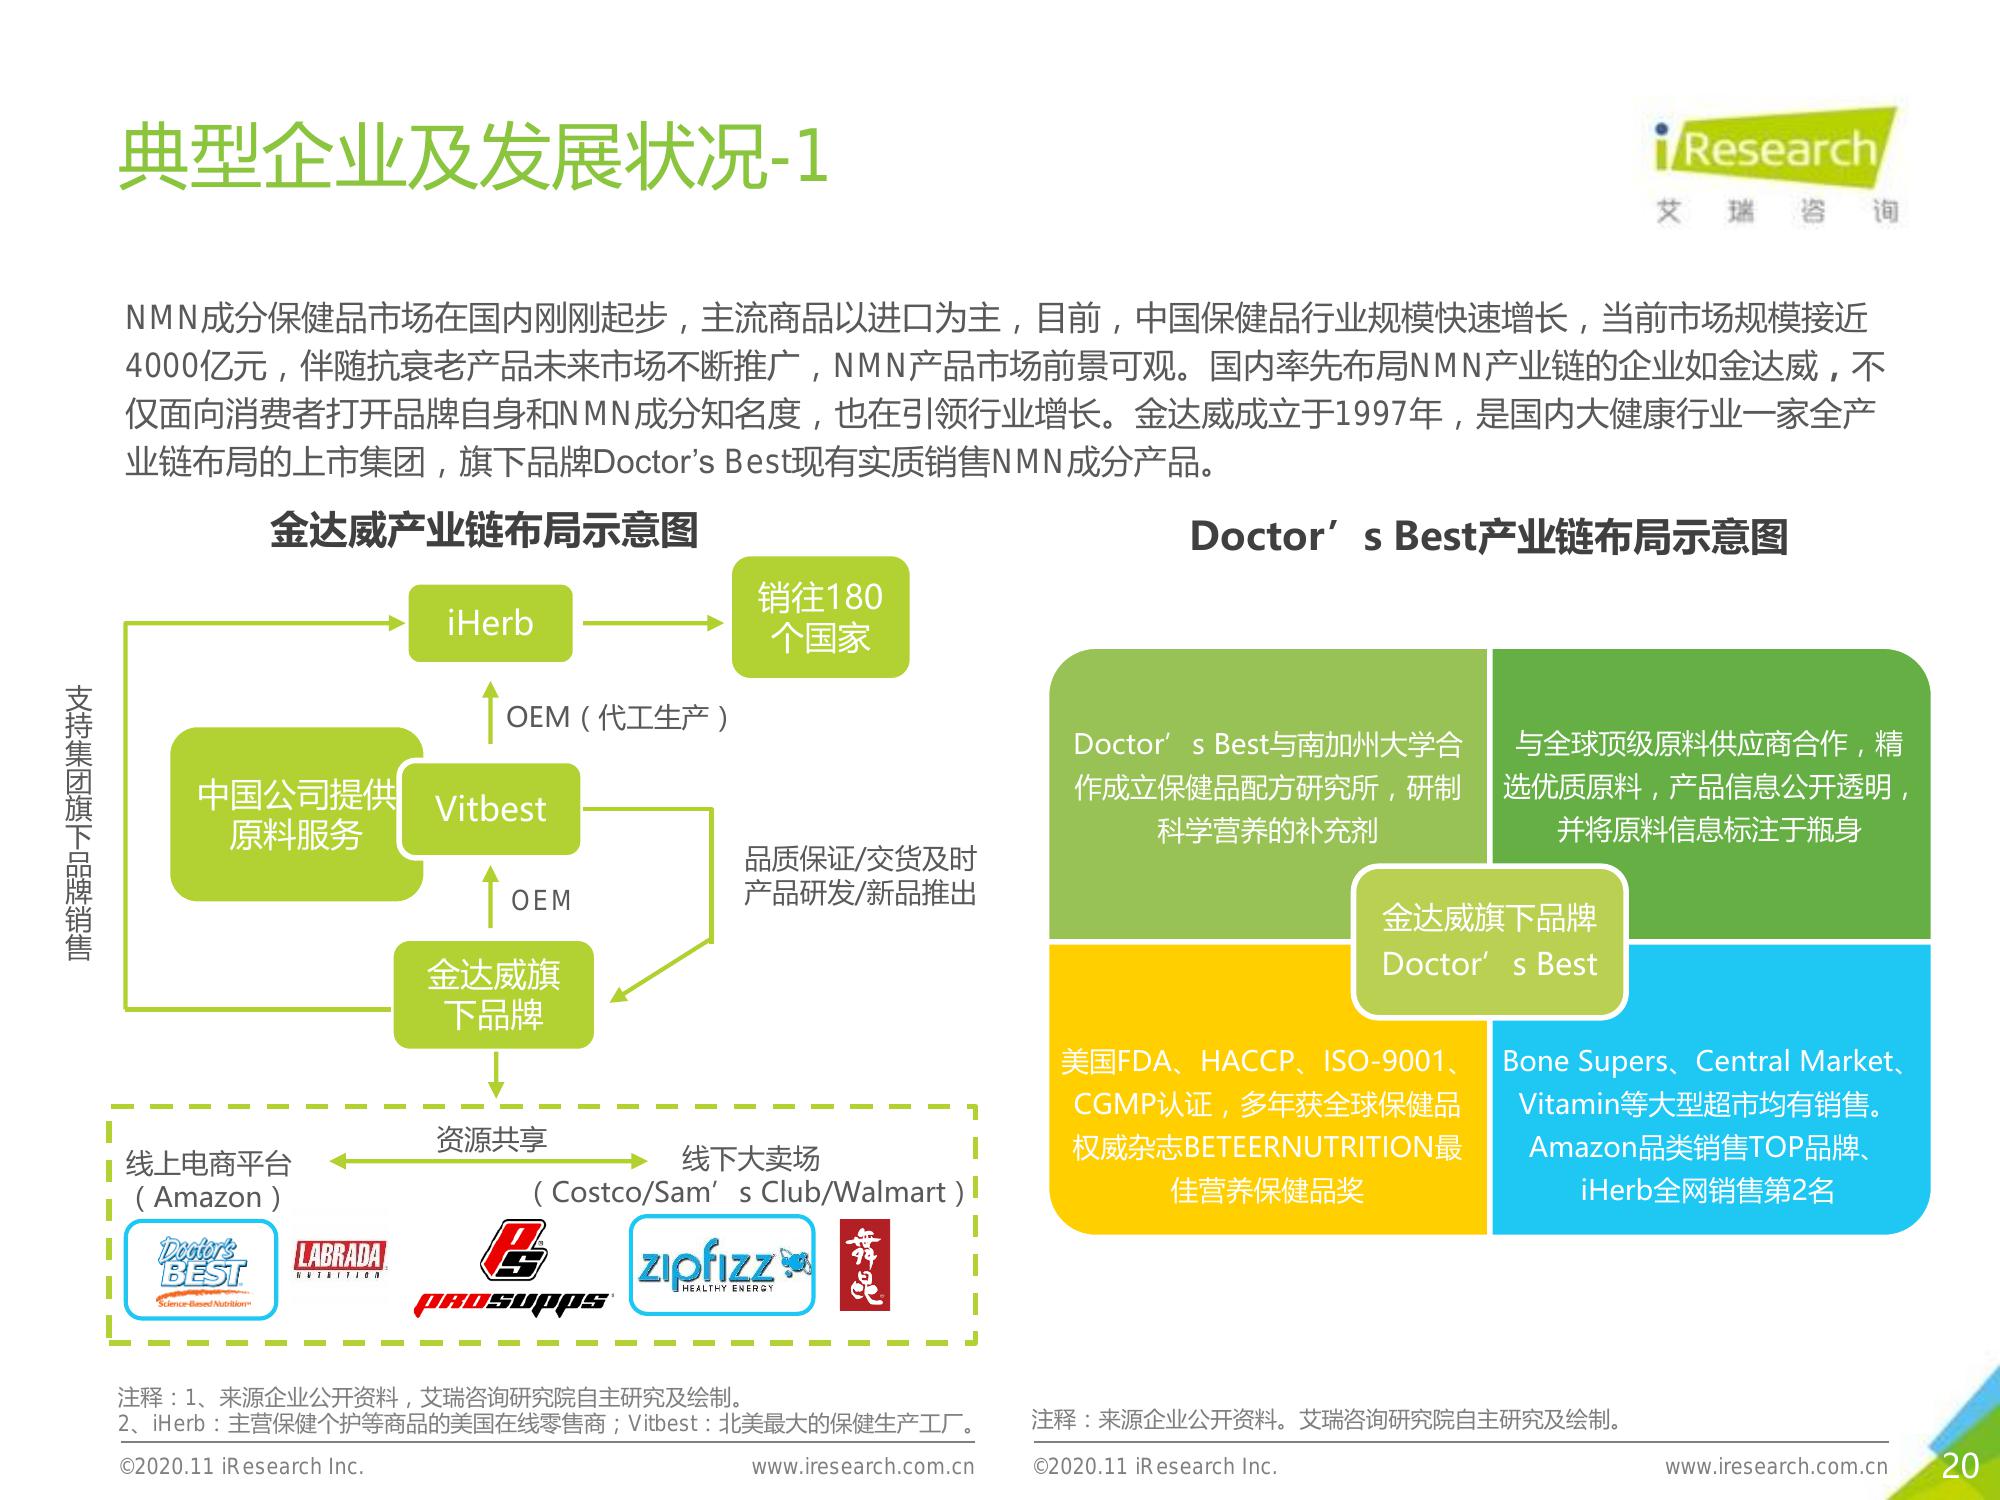 典型企业及发展状况-1
iResearch
艾瑞咨询
NMN成分保健品市场在国内刚刚起步，主流商品以进口为主，目前，中国保健品行业规模快速增长，当前市场规模接近
4000亿元，伴随抗衰老产品未来市场不断推广，NMN产品市场前景可观。国内率先布局NMN产业链的企业如金达威，不
仅面向消费者打开品牌自身和NMN成分知名度，也在引领行业增长。金达威成立于1997年，是国内大健康行业一家全产
业链布局的上市集团，旗下品牌Doctor’s Best现有实质销售NMN成分产品。
金达威产业链布局示意图
iHerb
销往180
个国家
支持集团旗下品牌销售
OEM（代工生产）
中国公司提供
原料服务
Vitbest
品质保证/交货及时
产品研发/新品推出
OEM
金达威旗
下品牌
资源共享
线上电商平台
（Amazon）
线下大卖场
（Costco/Sam’s Club/Walmart）
Doctor's
BEST
Science-Based Nutrition™
LABRADA
NUTRITION
PS
PROSUPPS
zipfizz
HEALTHY ENERGY
舞昆
注释：1、来源企业公开资料，艾瑞咨询研究院自主研究及绘制。
2、iHerb：主营保健个护等商品的美国在线零售商；Vitbest：北美最大的保健生产工厂。
©2020.11 iResearch Inc.
www.iresearch.com.cn
Doctor’s Best产业链布局示意图
Doctor’s Best与南加州大学合
作成立保健品配方研究所，研制
科学营养的补充剂
与全球顶级原料供应商合作，精
选优质原料，产品信息公开透明，
并将原料信息标注于瓶身
金达威旗下品牌
Doctor’s Best
美国FDA、HACCP、ISO-9001、
CGMP认证，多年获全球保健品
权威杂志BETEERNUTRITION最
佳营养保健品奖
Bone Supers、Central Market、
Vitamin等大型超市均有销售。
Amazon品类销售TOP品牌、
iHerb全网销售第2名
注释：来源企业公开资料。艾瑞咨询研究院自主研究及绘制。
©2020.11 iResearch Inc.
www.iresearch.com.cn
20